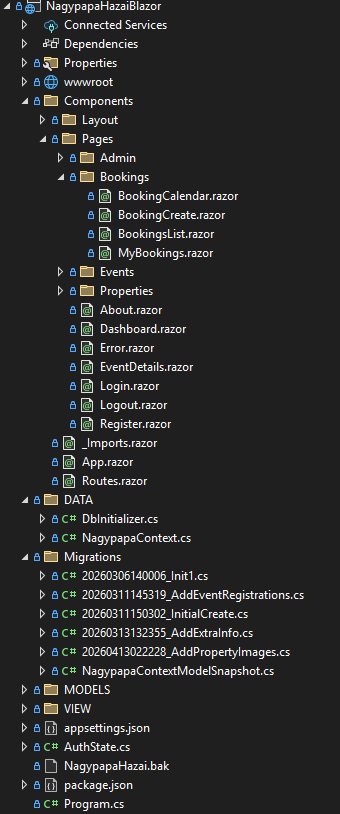 NagypapaHazaiBlazor
Connected Services
Dependencies
Properties
wwwroot
Components
Layout
Pages
Admin
Bookings
BookingCalendar.razor
BookingCreate.razor
BookingsList.razor
MyBookings.razor
Events
Properties
About.razor
Dashboard.razor
Error.razor
EventDetails.razor
Login.razor
Logout.razor
Register.razor
_Imports.razor
App.razor
Routes.razor
DATA
C# DbInitializer.cs
C# NagypapaContext.cs
Migrations
C# 20260306140006_Init1.cs
C# 20260311145319_AddEventRegistrations.cs
C# 20260311150302_InitialCreate.cs
C# 20260313132355_AddExtraInfo.cs
C# 20260413022228_AddPropertyImages.cs
C# NagypapaContextModelSnapshot.cs
MODELS
VIEW
appsettings.json
C# AuthState.cs
NagypapaHazai.bak
package.json
C# Program.cs